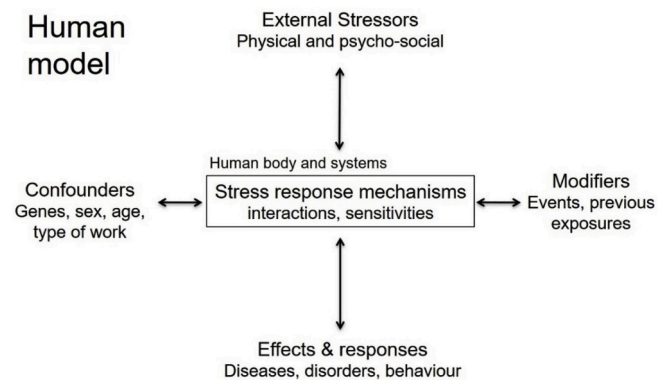 Human
model
External Stressors
Physical and psycho-social
Human body and systems
Confounders
Genes, sex, age,
type of work
Stress response mechanisms
interactions, sensitivities
Modifiers
Events, previous
exposures
Effects & responses
Diseases, disorders, behaviour